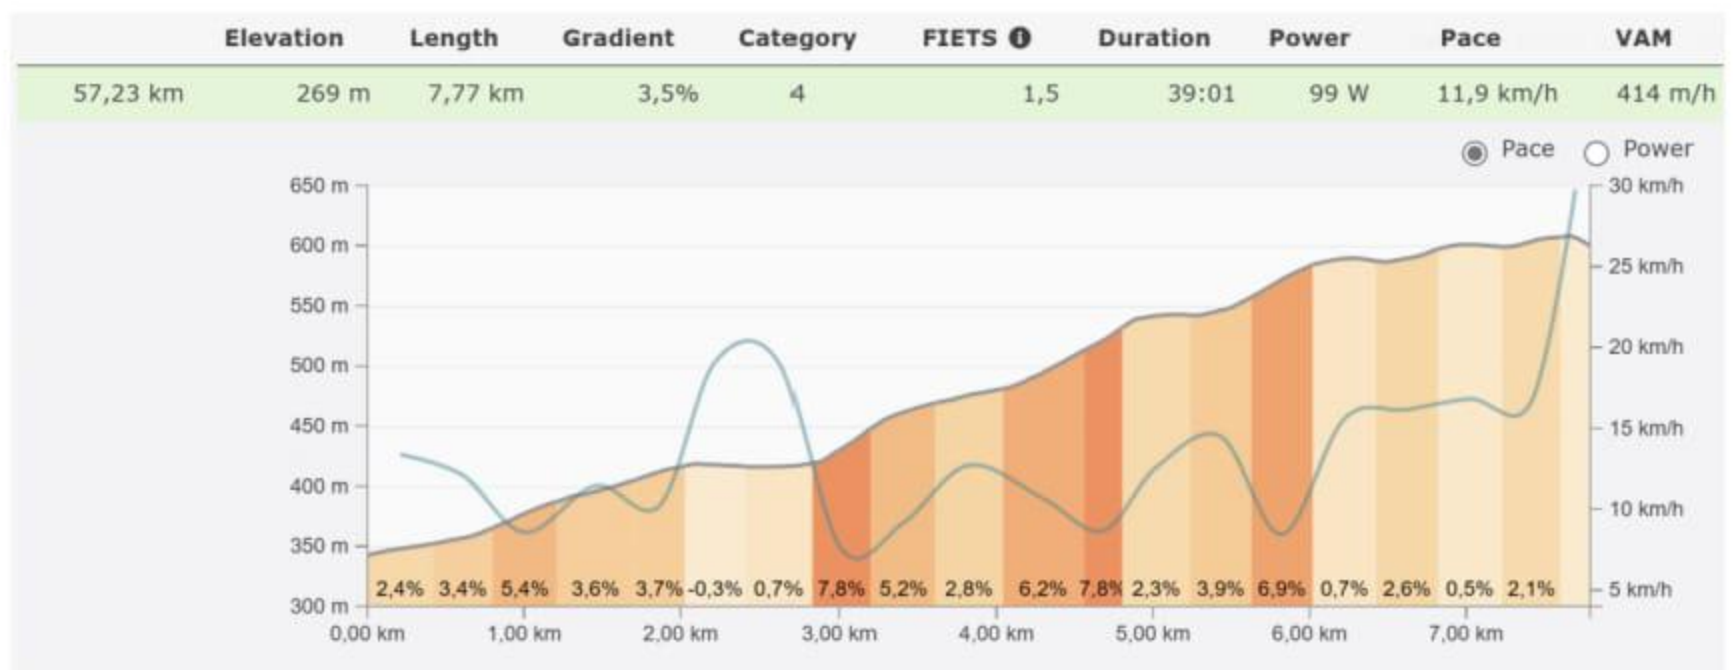 Elevation Length Gradient Category FIETS Duration Power Pace VAM
57,23 km 269 m 7,77 km 3,5% 4 1,5 39:01 99 W 11,9 km/h 414 m/h
Pace Power
650 m 30 km/h
600 m
25 km/h
550 m
500 m 20 km/h
450 m 15 km/h
400 m 10 km/h
350 m
2,4% 3,4% 5,4% 3,6% 3,7% -0,3% 0,7% 7,8% 5,2% 2,8% 6,2% 7,8% 2,3% 3,9% 6,9% 0,7% 2,6% 0,5% 2,1% 5 km/h
300 m
0,00 km 1,00 km 2,00 km 3,00 km 4,00 km 5,00 km 6,00 km 7,00 km